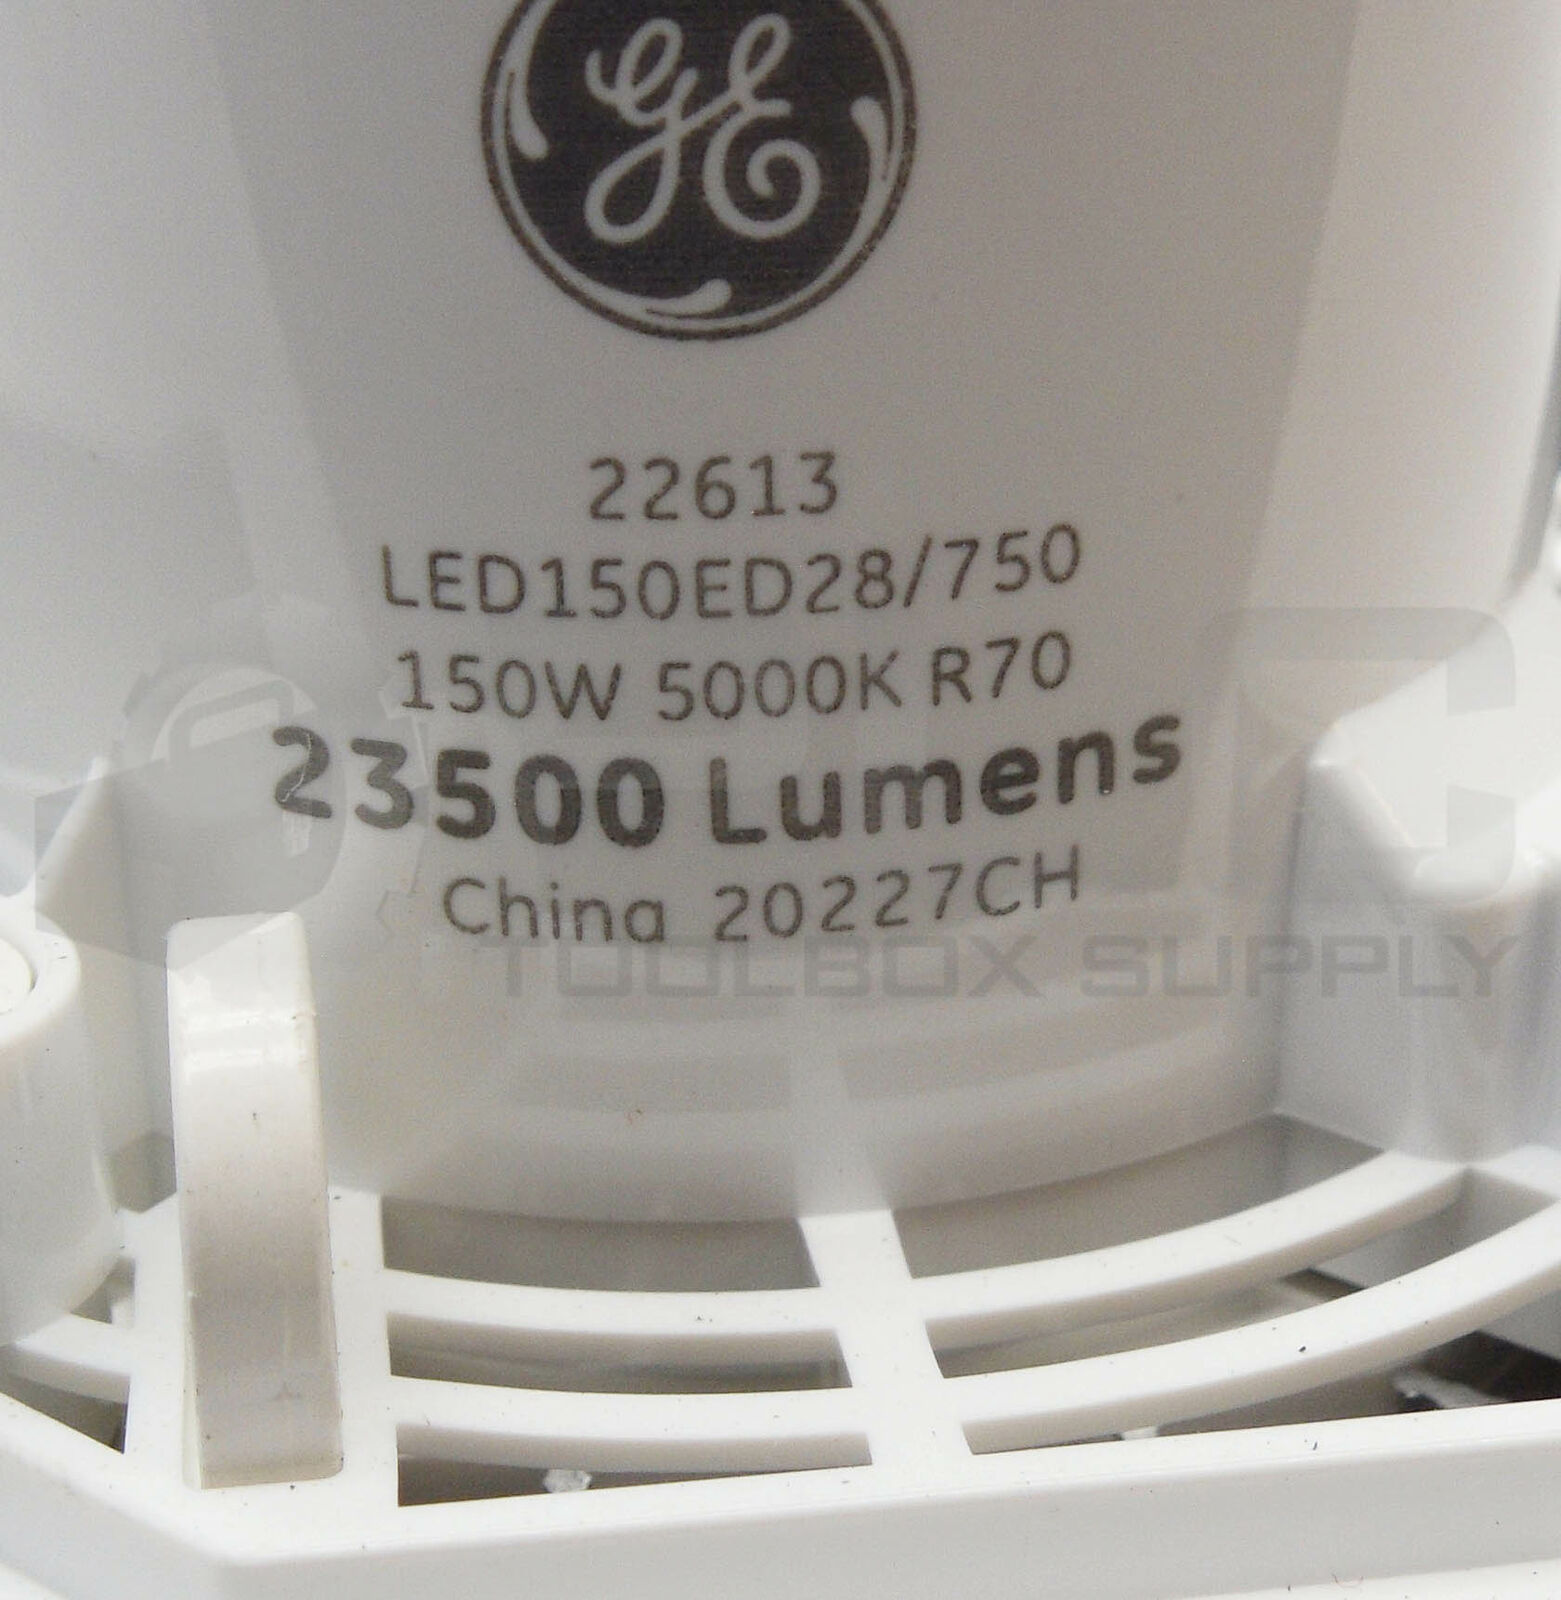 GE
22613
LED150ED28/750
150W 5000K R70
23500 Lumens
China 20227CH
TOOLBOX SUPPLY